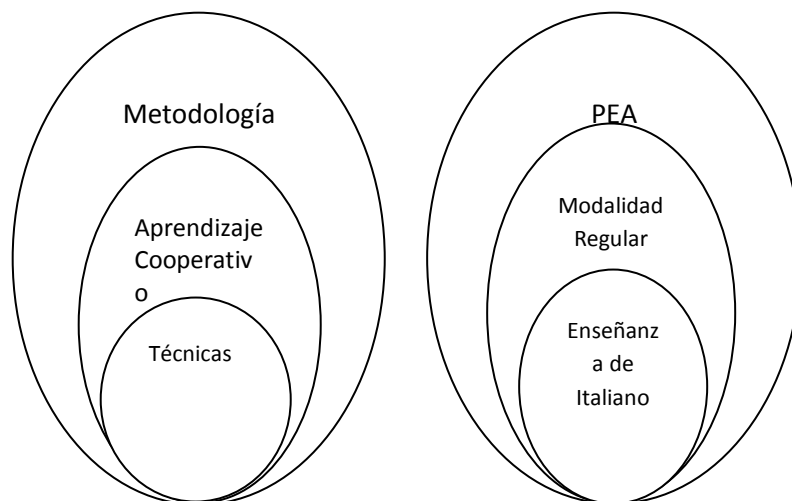 Metodología
Aprendizaje
Cooperativ
o
Técnicas
PEA
Modalidad
Regular
Enseñanz
a de
Italiano